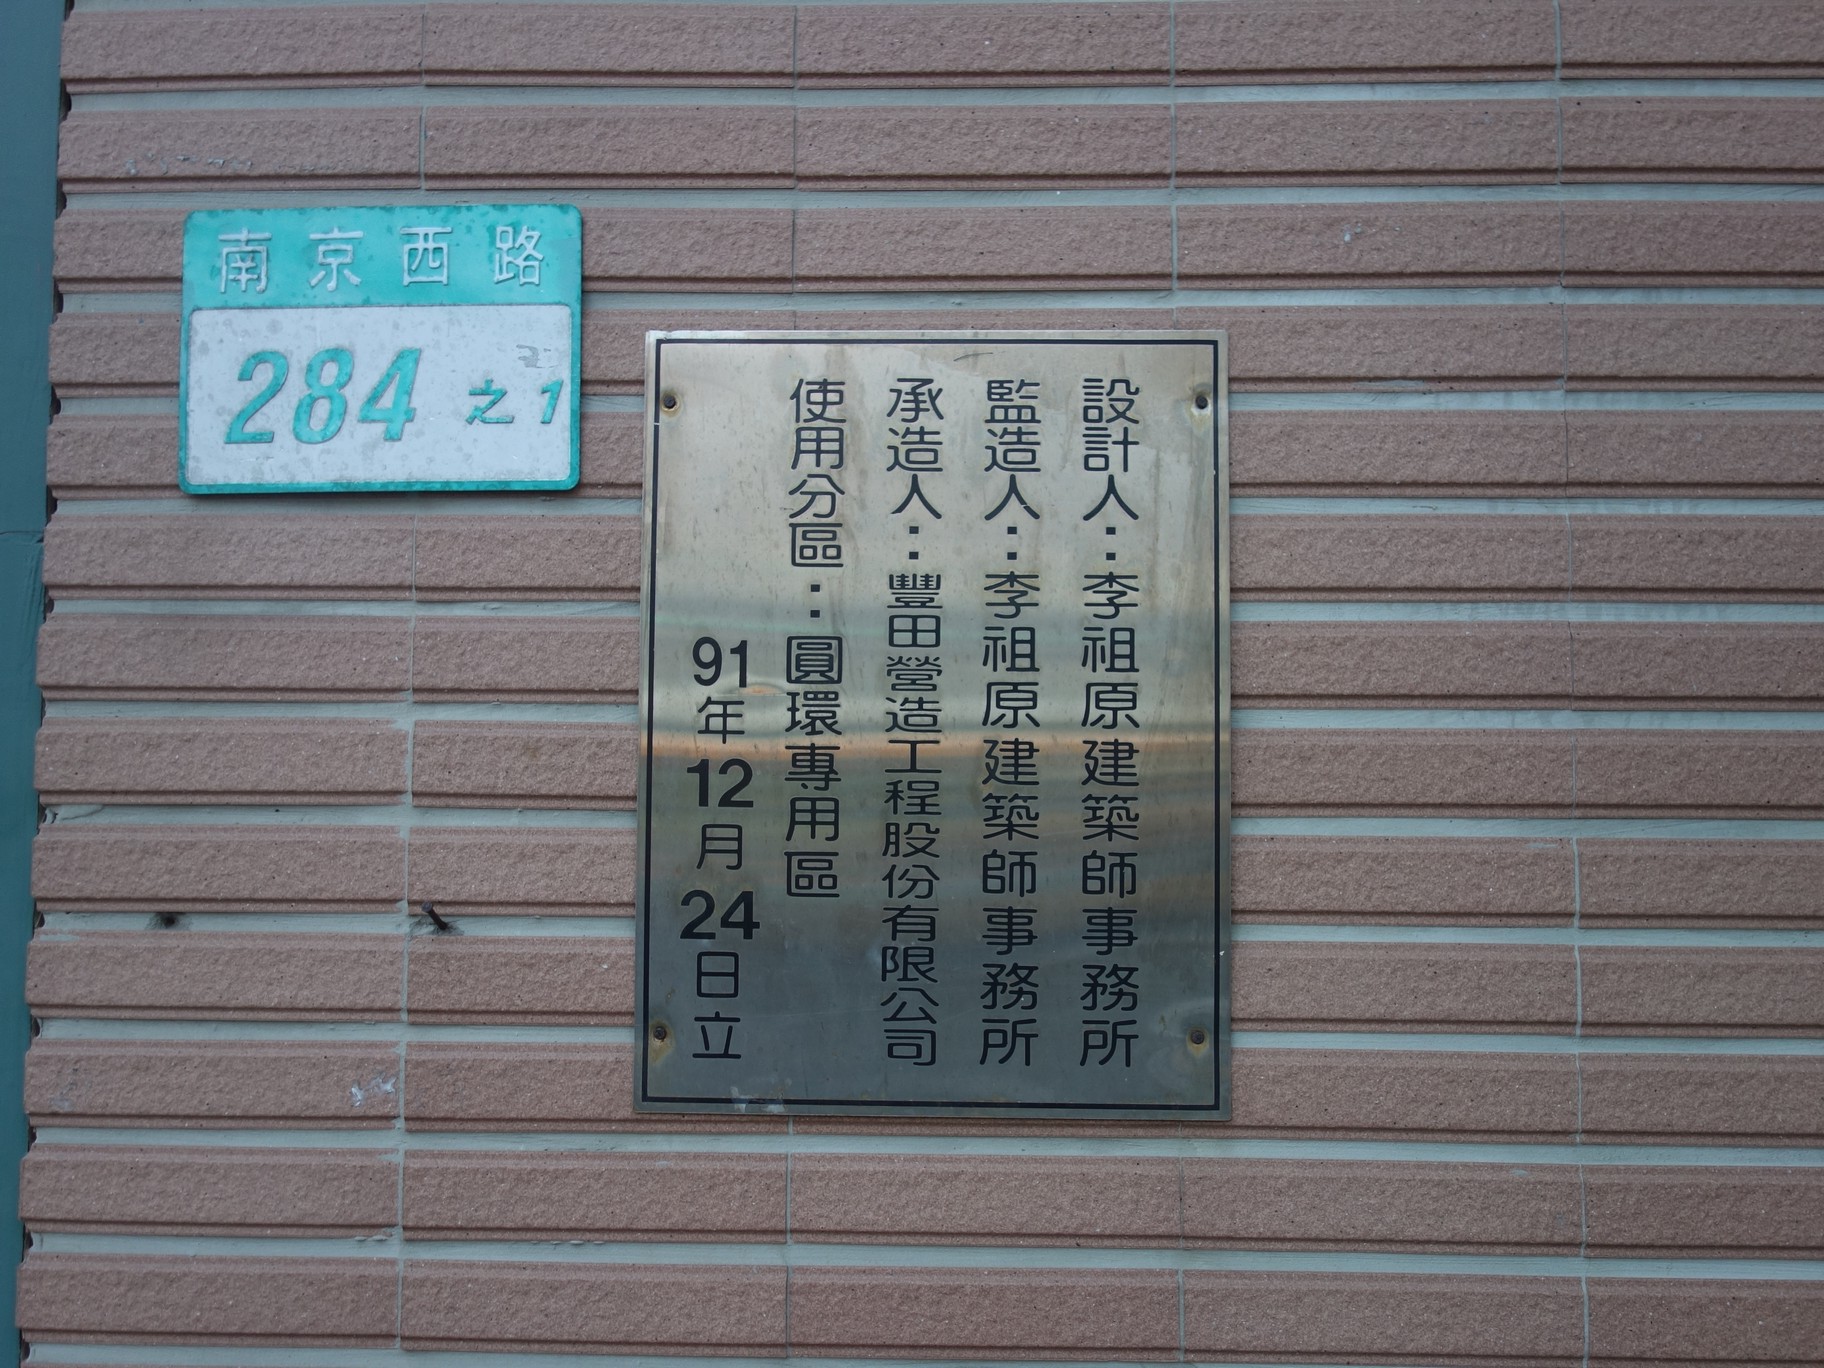 南京西路
284之1
設計人：李祖原建築師事務所
監造人：李祖原建築師事務所
承造人：豐田營造工程股份有限公司
使用分區：圓環專用區
91年12月24日立